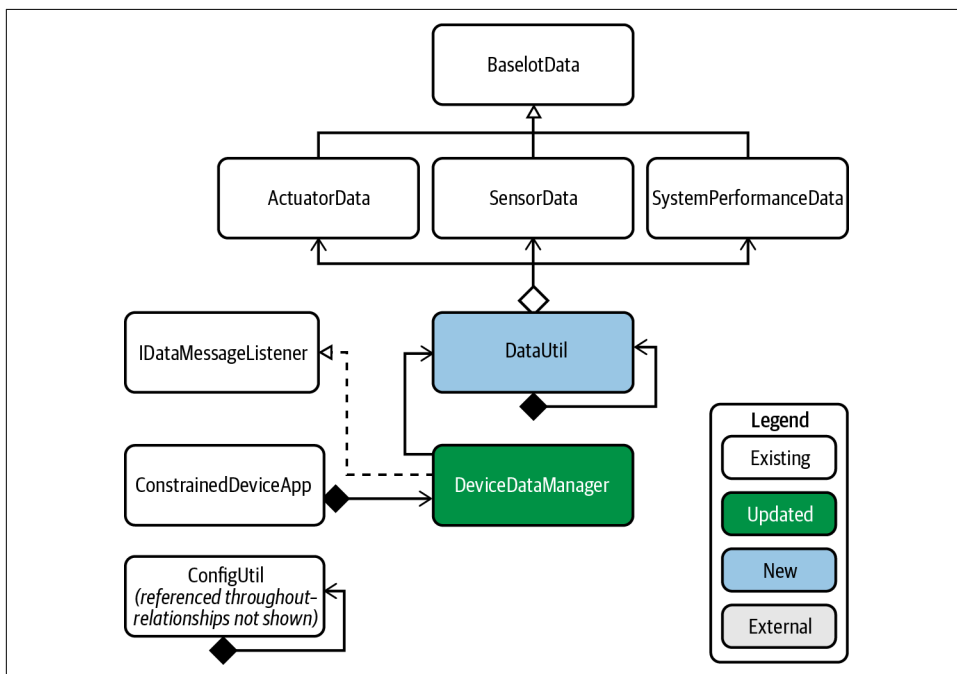 BaseIotData
ActuatorData
SensorData
SystemPerformanceData
IDataMessageListener
DataUtil
ConstrainedDeviceApp
DeviceDataManager
ConfigUtil
(referenced throughout–
relationships not shown)
Legend
Existing
Updated
New
External